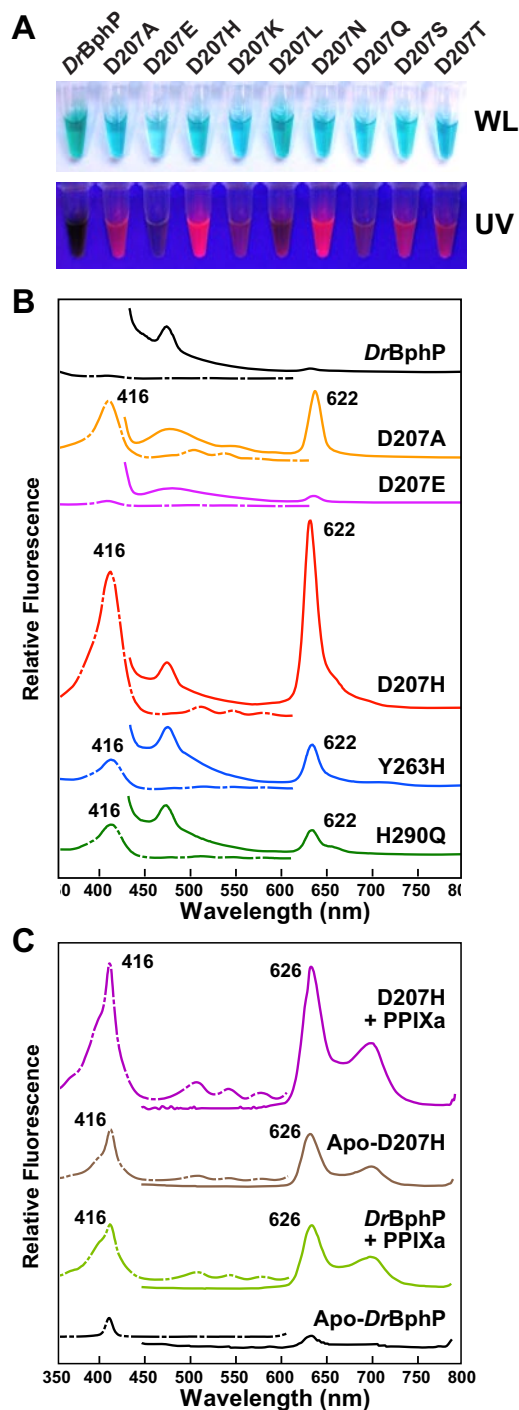 A
DrBphP D207A D207E D207H D207K D207L D207N D207Q D207S D207T
WL
UV
B
DrBphP
416
622
D207A
D207E
416
622
D207H
416
622
Y263H
416
622
H290Q
Relative Fluorescence
50 400 450 500 550 600 650 700 750 80
Wavelength (nm)
C
416
626
D207H
+ PPIXa
416
626
Apo-D207H
416
626
DrBphP
+ PPIXa
Apo-DrBphP
Relative Fluorescence
350 400 450 500 550 600 650 700 750 800
Wavelength (nm)